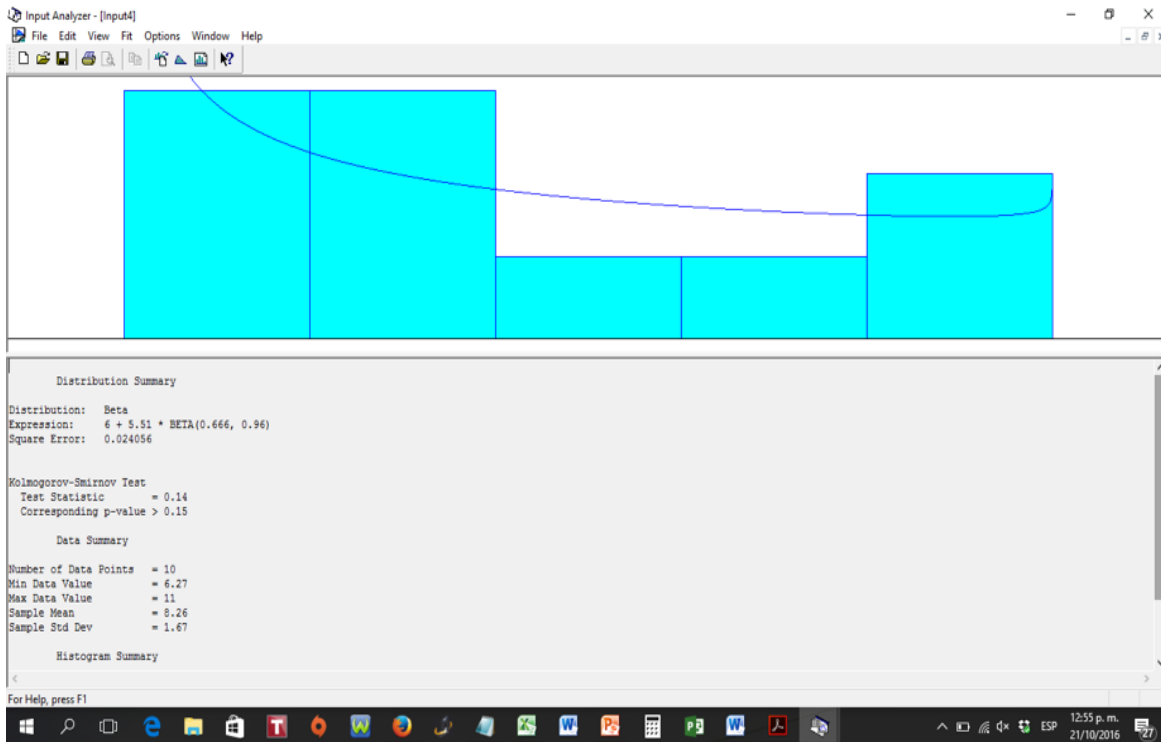 Input Analyzer - [Input4]
File Edit View Fit Options Window Help
Distribution Summary
Distribution: Beta
Expression: 6 + 5.51 * BETA(0.666, 0.96)
Square Error: 0.024056
Kolmogorov-Smirnov Test
Test Statistic = 0.14
Corresponding p-value > 0.15
Data Summary
Number of Data Points = 10
Min Data Value = 6.27
Max Data Value = 11
Sample Mean = 8.26
Sample Std Dev = 1.67
Histogram Summary
For Help, press F1
ESP
12:55 p. m.
21/10/2016
27